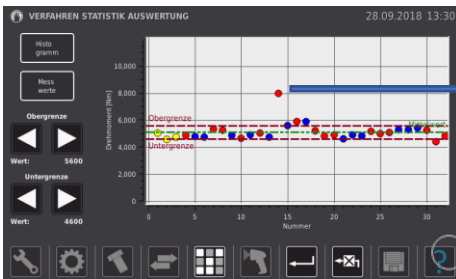 VERFAHREN STATISTIK AUSWERTUNG
28.09.2018 13:30
Histo
gramm
Mess
werte
Obergrenze
Wert: 5600
Untergrenze
Wert: 4600
Drehmoment [Nm]
10,000
8,000
6,000
4,000
2,000
0
Obergrenze
Mittelwert
Untergrenze
0 5 10 15 20 25 30
Nummer
?